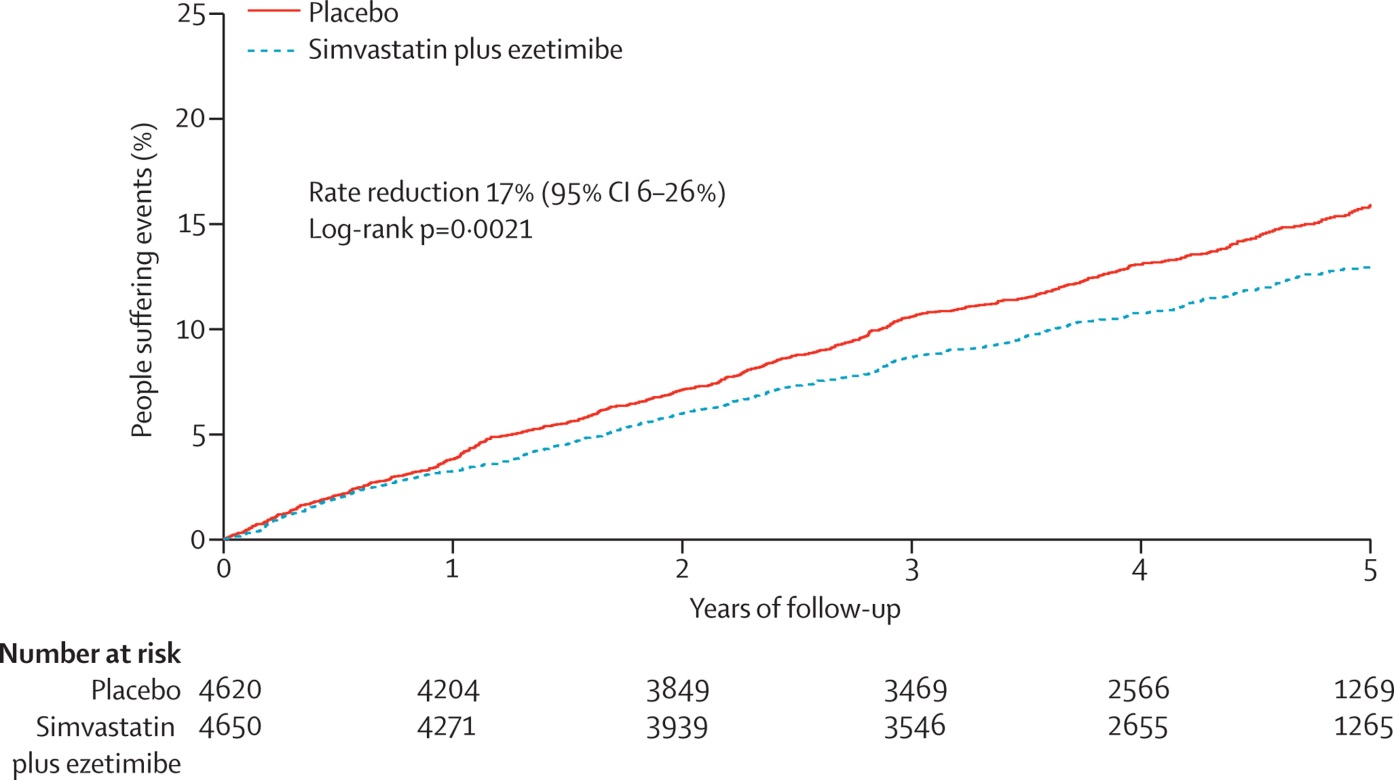 25
Placebo
Simvastatin plus ezetimibe
20
Rate reduction 17% (95% CI 6–26%)
Log-rank p=0·0021
15
10
5
0
People suffering events (%)
0 1 2 3 4 5
Years of follow-up
Number at risk
Placebo 4620 4204 3849 3469 2566 1269
Simvastatin 4650 4271 3939 3546 2655 1265
plus ezetimibe